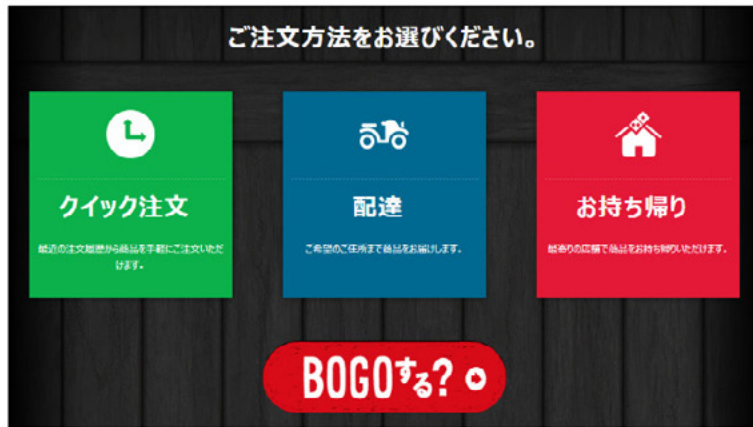 ご注文方法をお選びください。
クイック注文
最近の注文履歴から商品を手軽にご注文いただ
けます。
配達
ご希望のご住所まで商品をお届けします。
お持ち帰り
最寄りの店舗で商品をお持ち帰りいただけます。
BOGOする?